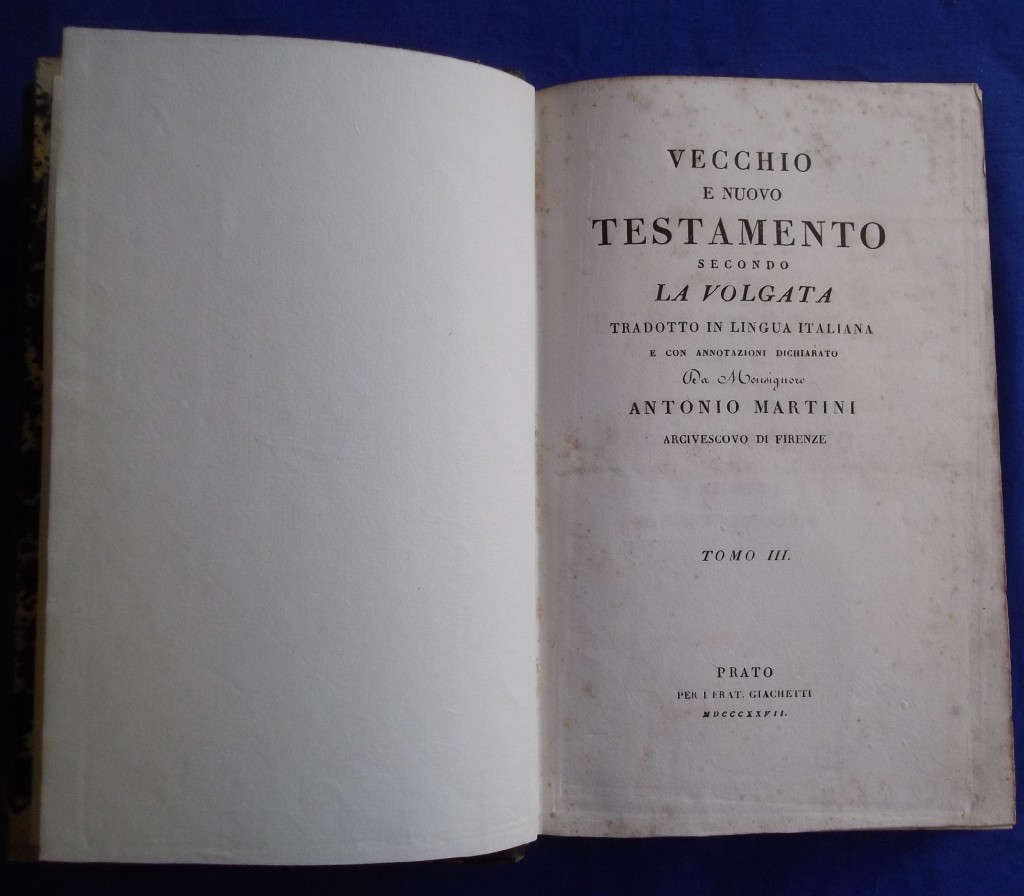 VECCHIO
E NUOVO
TESTAMENTO
SECONDO
LA VOLGATA
TRADOTTO IN LINGUA ITALIANA
E CON ANNOTAZIONI DICHIARATO
Da Monsignore
ANTONIO MARTINI
ARCIVESCOVO DI FIRENZE
TOMO III.
PRATO
PER I FRAT. GIACHETTI
MDCCCXXVII.